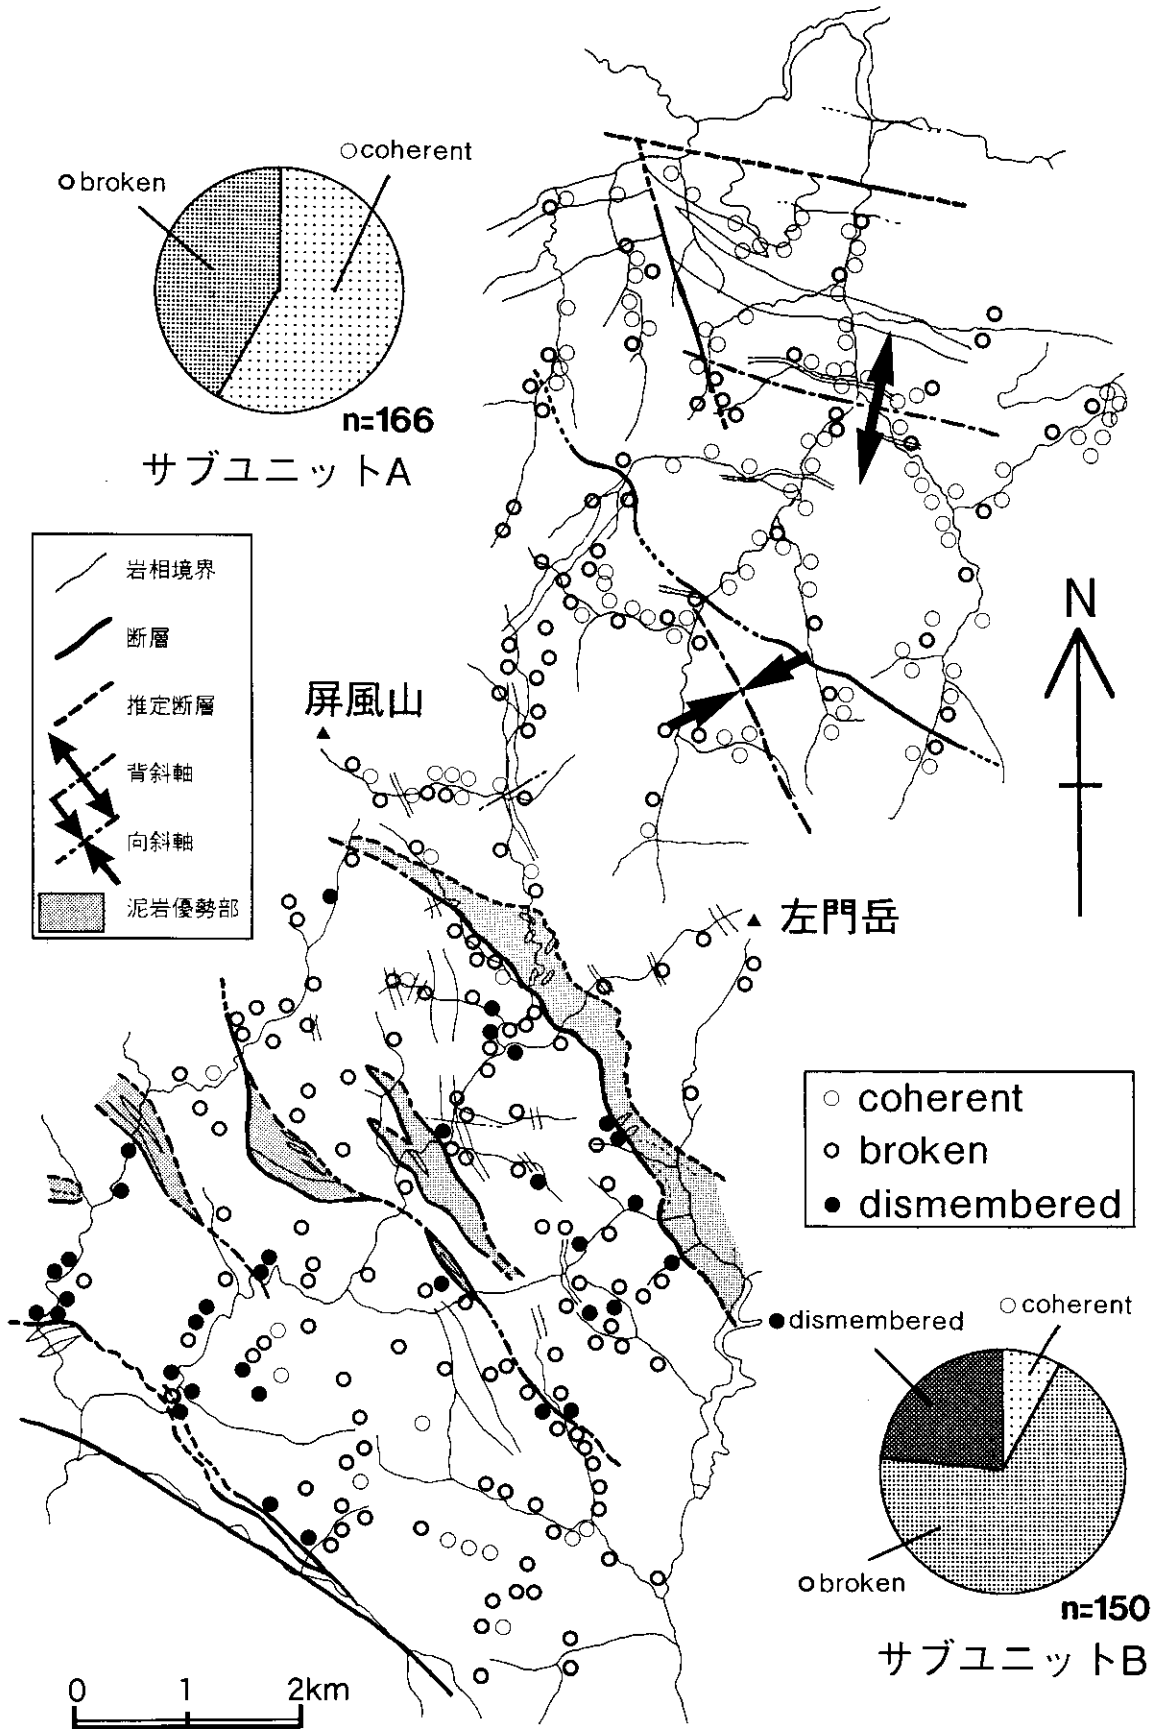 coherent
broken
n=166
サブユニットA
岩相境界
断層
推定断層
背斜軸
向斜軸
泥岩優勢部
N
屏風山
左門岳
coherent
broken
dismembered
dismembered
coherent
broken
n=150
サブユニットB
0 1 2km